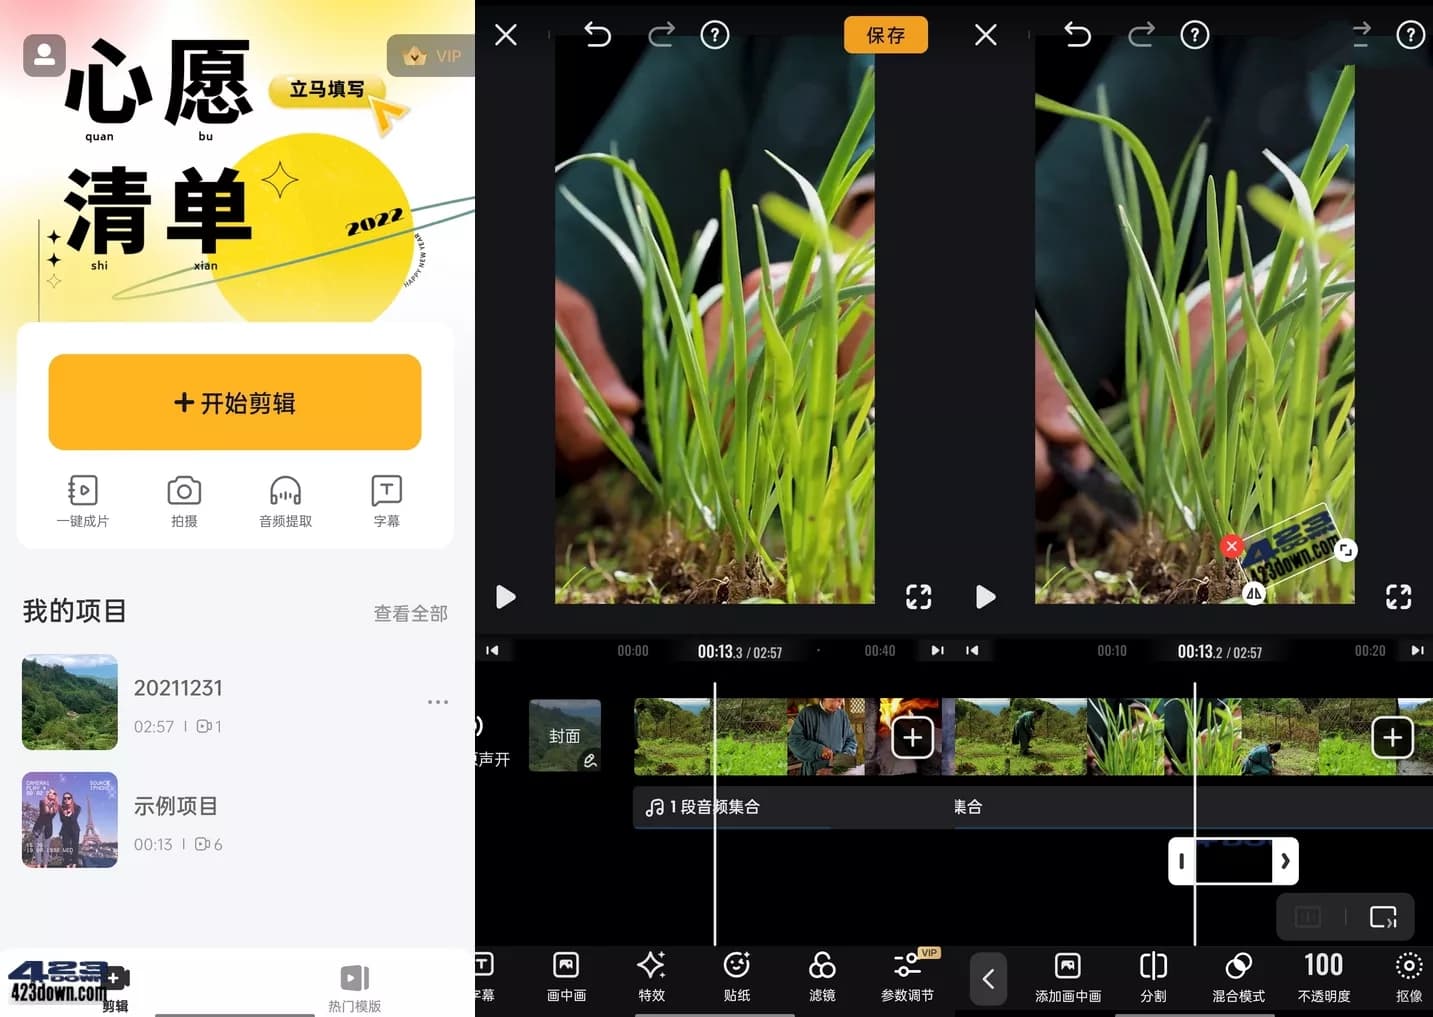 心愿
quan bu
清单
shi xian
立马填写
VIP
2022
HAPPY NEW YEAR
开始剪辑
一键成片
拍摄
音频提取
字幕
我的项目
查看全部
20211231
02:57 1
示例项目
00:13 6
423
423down.com
剪辑
热门模版
保存
00:00
00:13.3 / 02:57
00:40
原声开
封面
1 段音频集合
字幕
画中画
特效
贴纸
滤镜
VIP
参数调节
423
423down.com
00:10
00:13.2 / 02:57
00:20
集合
添加画中画
分割
混合模式
100
不透明度
抠像